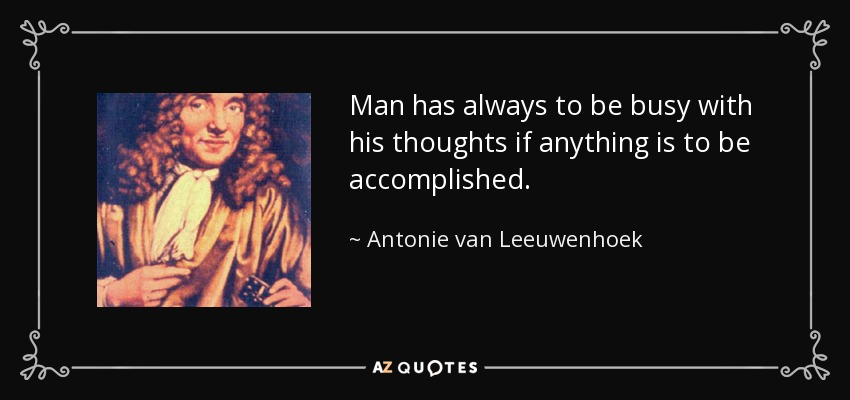 Man has always to be busy with
his thoughts if anything is to be
accomplished.
~ Antonie van Leeuwenhoek
AZ QUOTES